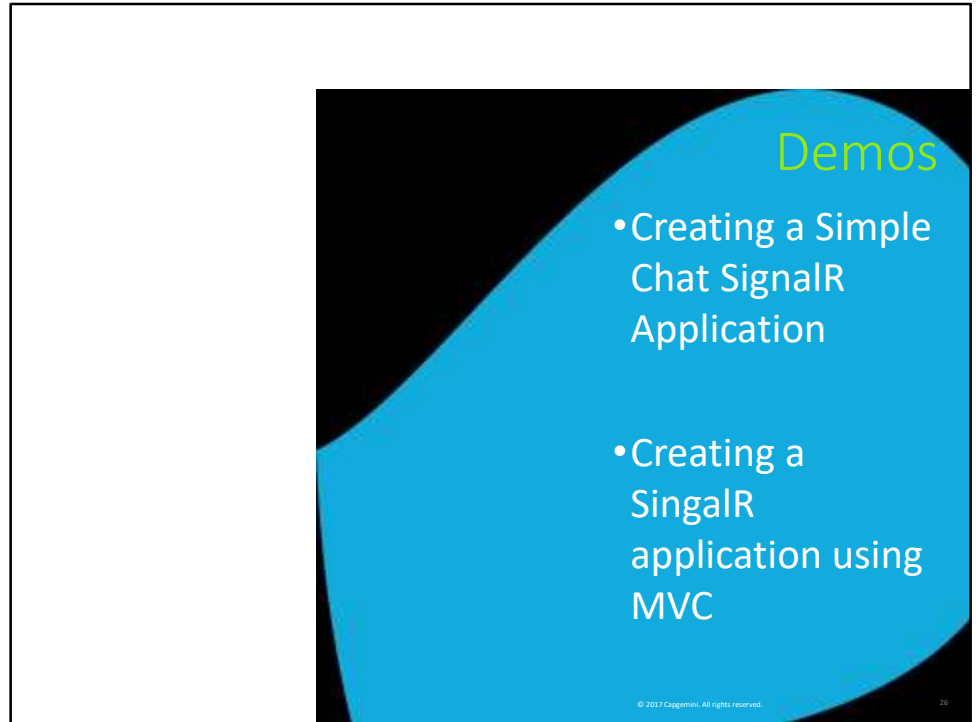 Demos
•Creating a Simple
Chat SignalR
Application
•Creating a
SingalR
application using
MVC
© 2017 Capgemini. All rights reserved.
26